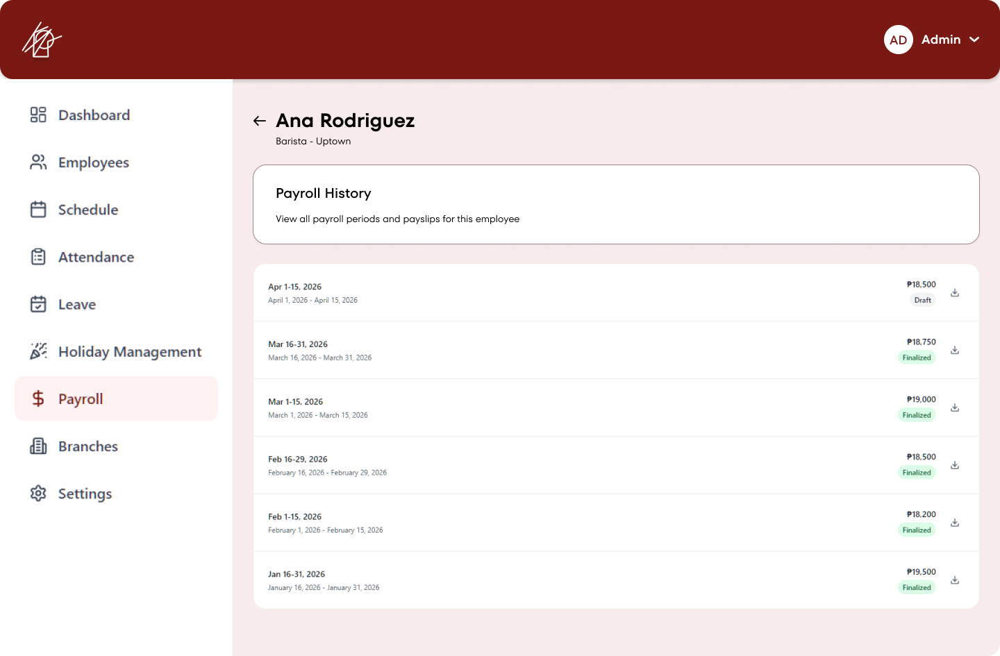 AD Admin
Dashboard
Employees
Schedule
Attendance
Leave
Holiday Management
Payroll
Branches
Settings
Ana Rodriguez
Barista - Uptown
Payroll History
View all payroll periods and payslips for this employee
Apr 1-15, 2026
April 1, 2026 - April 15, 2026
₱18,500
Draft
Mar 16-31, 2026
March 16, 2026 - March 31, 2026
₱18,750
Finalized
Mar 1-15, 2026
March 1, 2026 - March 15, 2026
₱19,000
Finalized
Feb 16-29, 2026
February 16, 2026 - February 29, 2026
₱18,500
Finalized
Feb 1-15, 2026
February 1, 2026 - February 15, 2026
₱18,200
Finalized
Jan 16-31, 2026
January 16, 2026 - January 31, 2026
₱19,500
Finalized